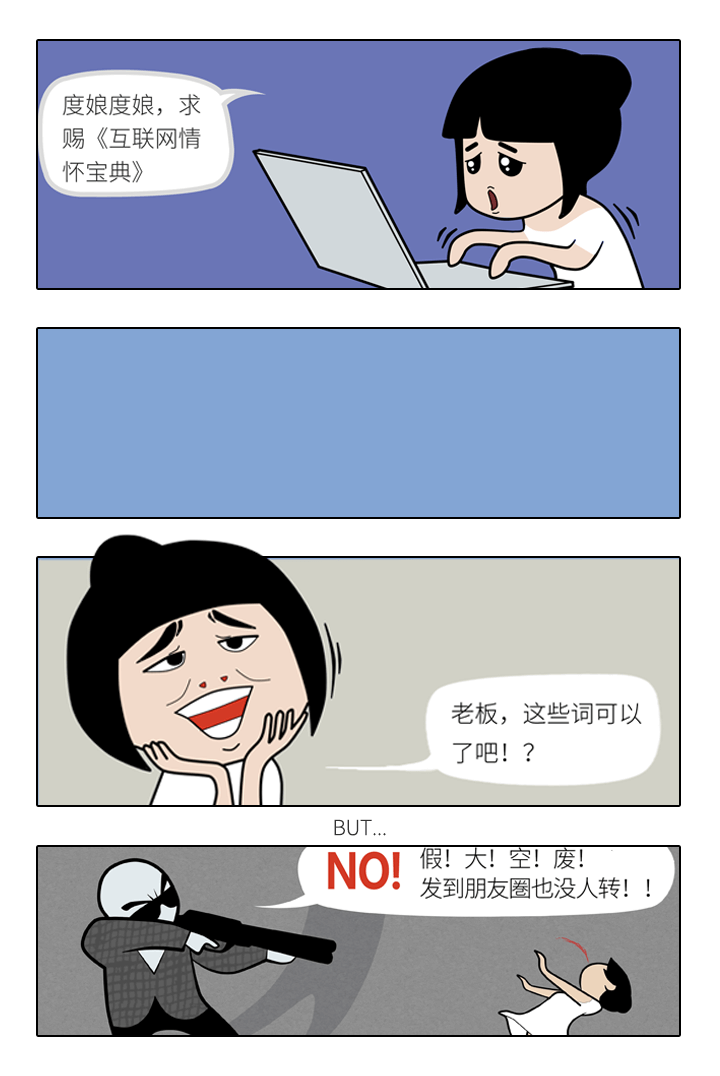 度娘度娘，求
赐《互联网情
怀宝典》
老板，这些词可以
了吧！？
BUT...
NO!
假！大！空！废！
发到朋友圈也没人转！！